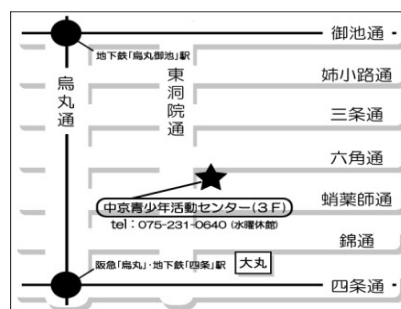 御池通
地下鉄「烏丸御池」駅
烏丸通
東洞院通
姉小路通
三条通
六角通
中京青少年活動センター(3F)
tel：075-231-0640 (水曜休館)
蛸薬師通
錦通
阪急「烏丸」・地下鉄「四条」駅
大丸
四条通